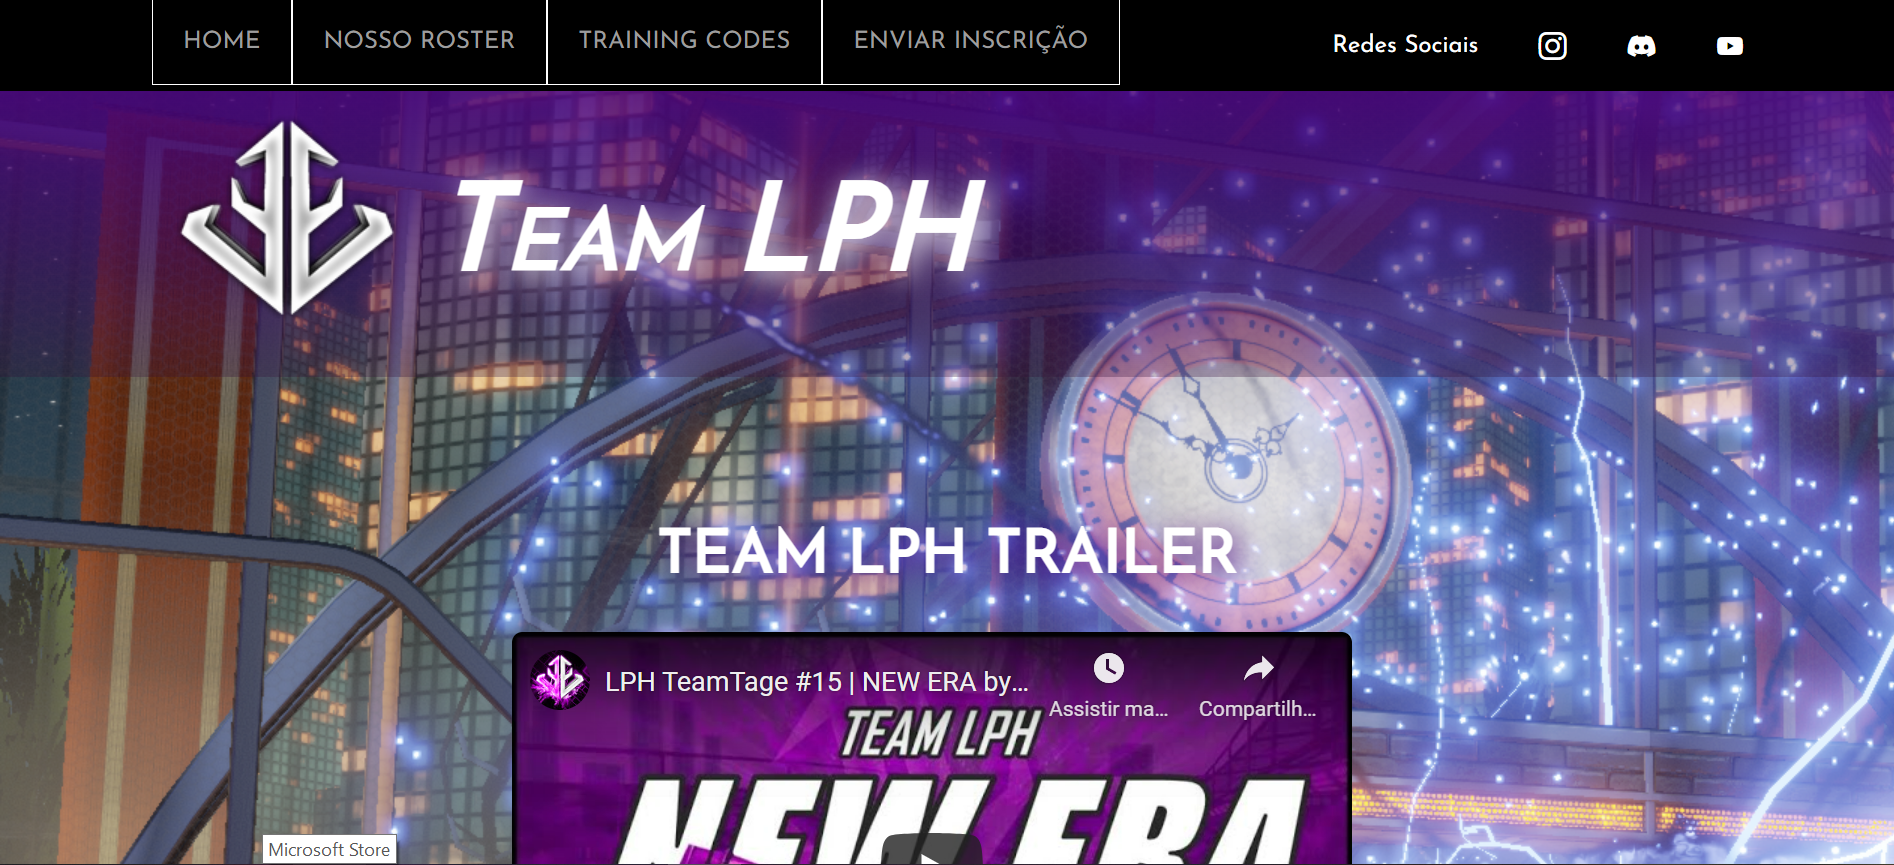 HOME NOSSO ROSTER TRAINING CODES ENVIAR INSCRIÇÃO Redes Sociais
TEAM LPH
TEAM LPH TRAILER
LPH TeamTage #15 | NEW ERA by...
Assistir ma... Compartilh...
TEAM LPH
NEW ERA
Microsoft Store